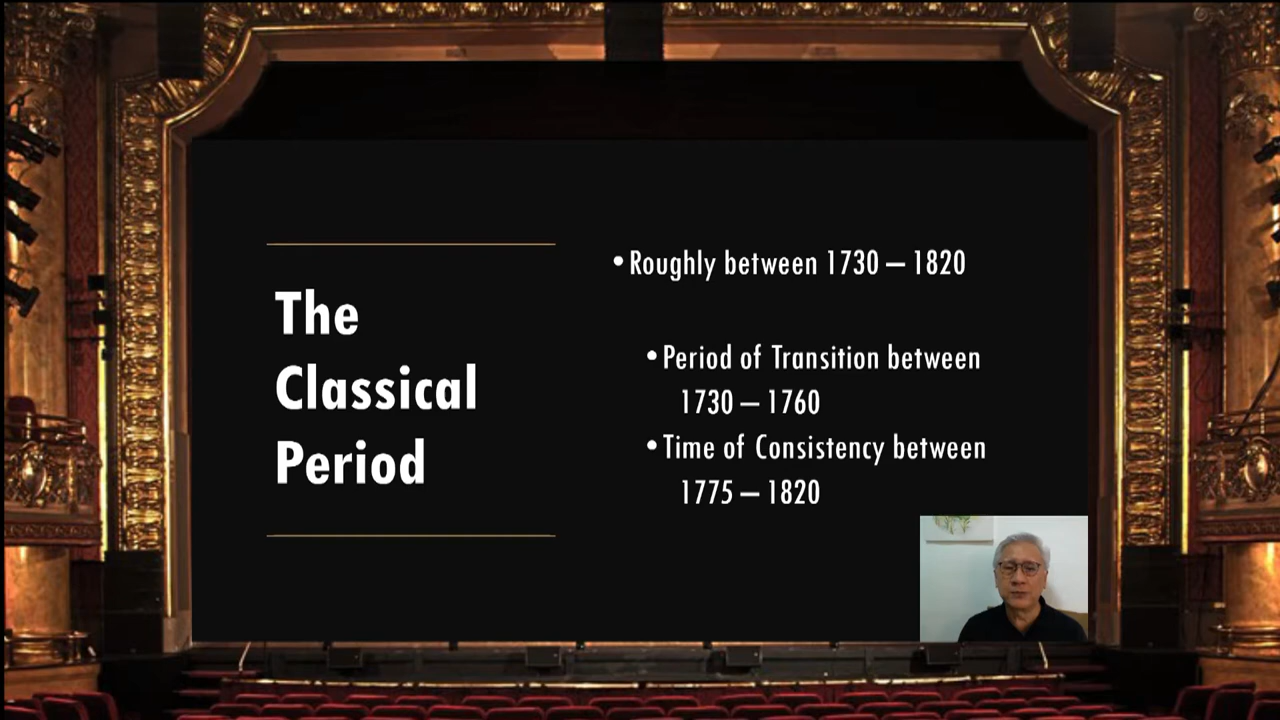 The
Classical
Period
•Roughly between 1730 – 1820
•Period of Transition between
1730 – 1760
•Time of Consistency between
1775 – 1820